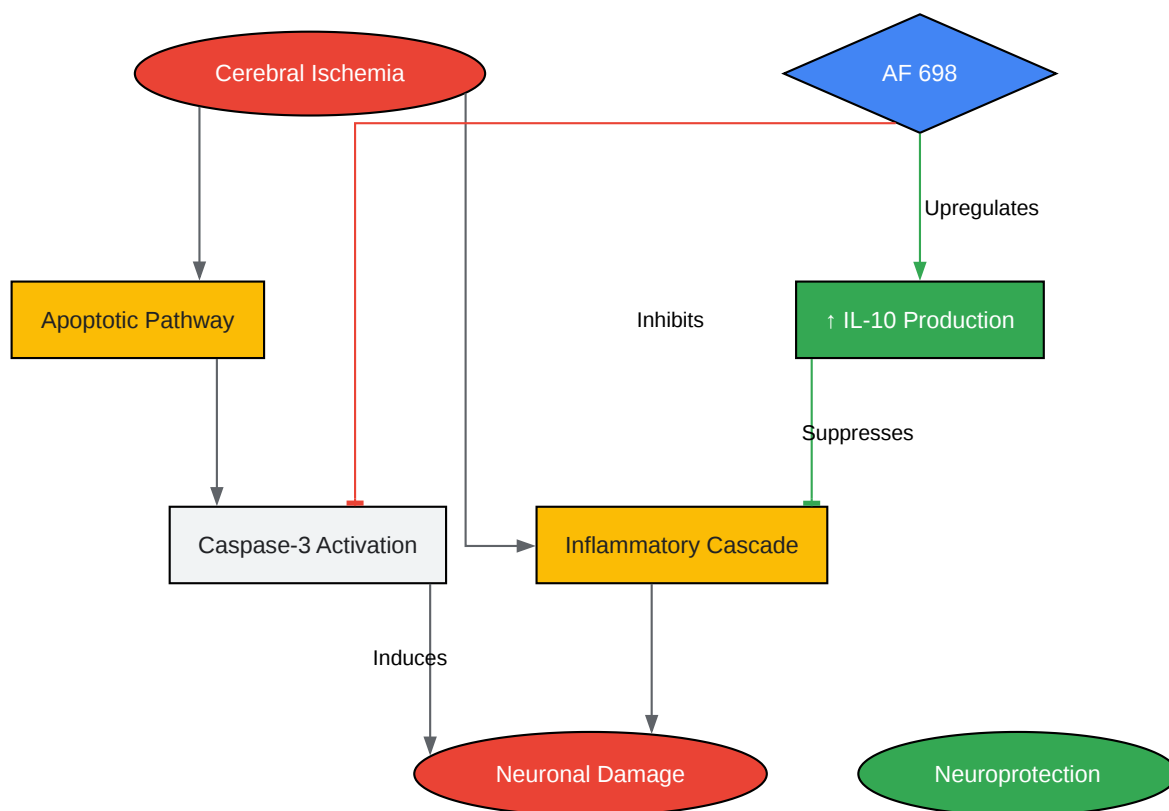 Cerebral Ischemia
AF 698
Upregulates
Apoptotic Pathway
Inhibits
↑ IL-10 Production
Suppresses
Caspase-3 Activation
Inflammatory Cascade
Induces
Neuronal Damage
Neuroprotection